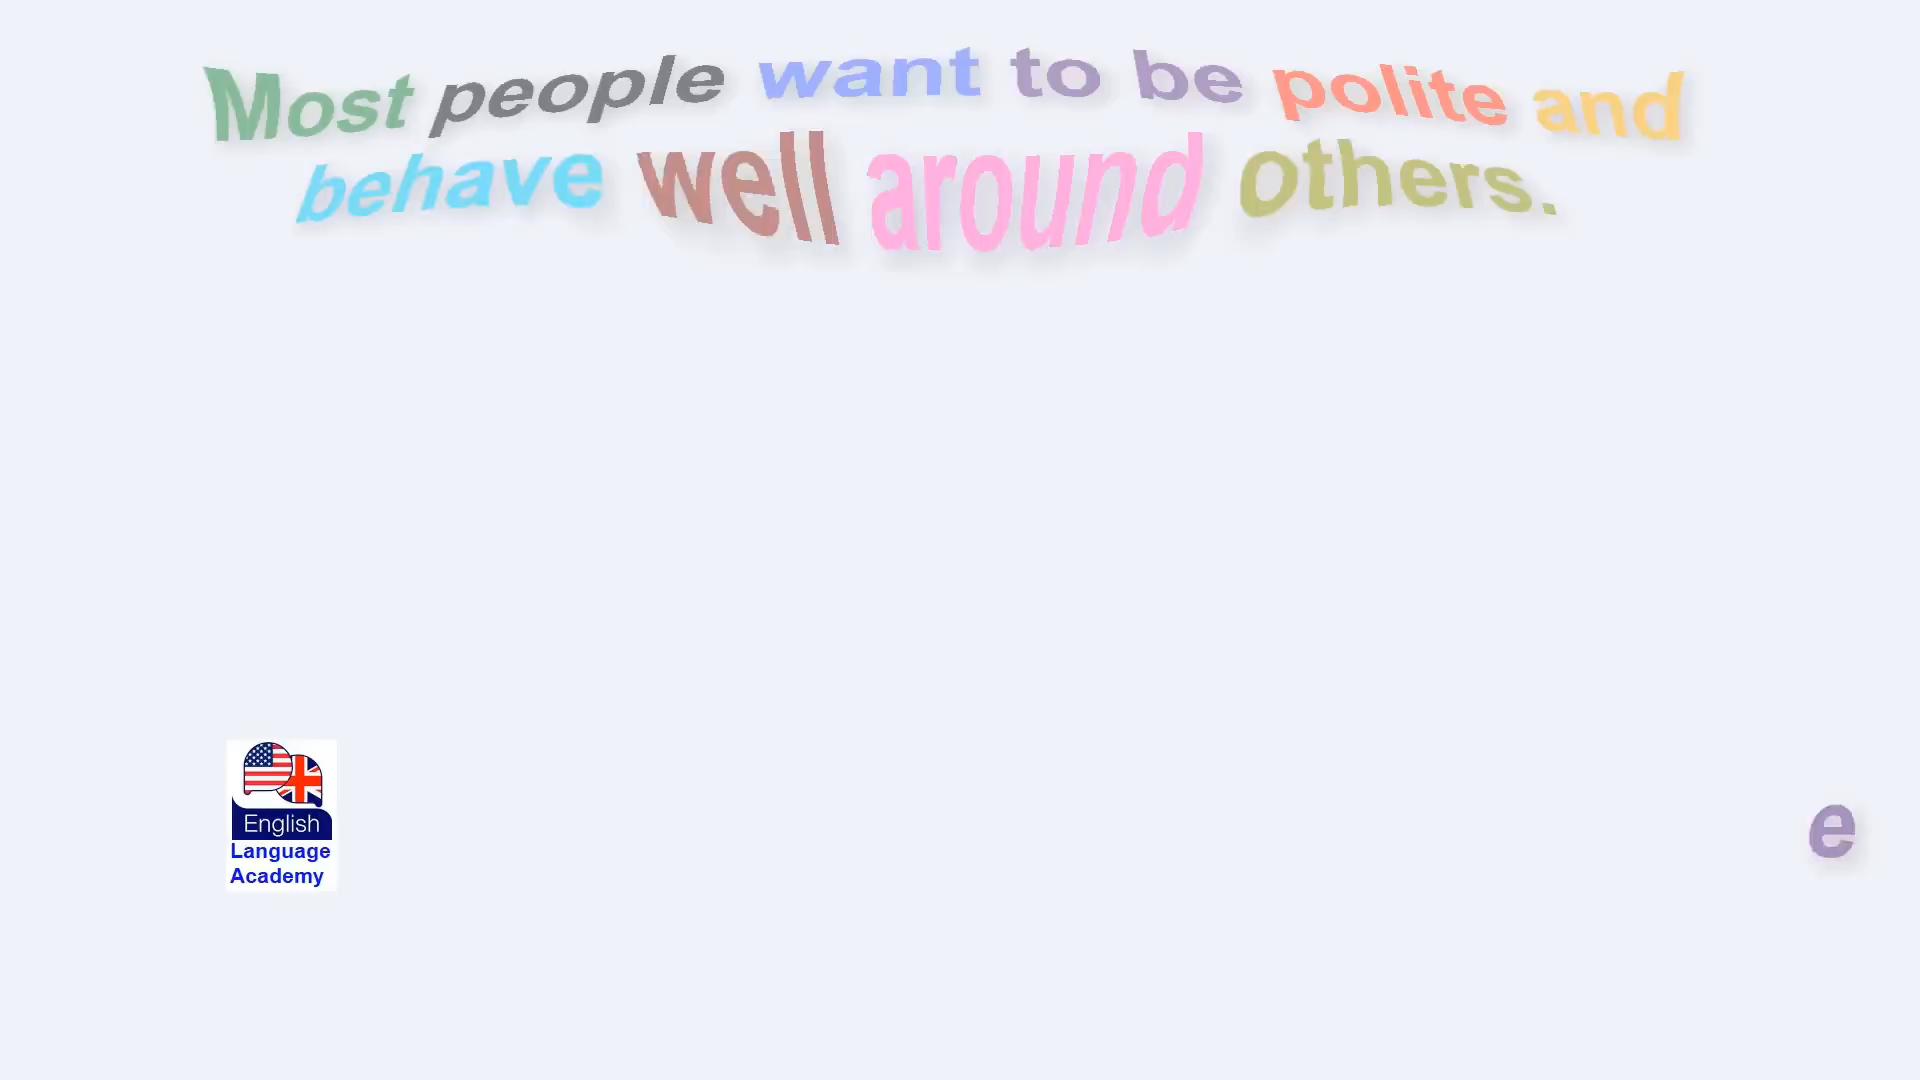 Most people want to be polite and
behave well around others.
English
Language
Academy
e